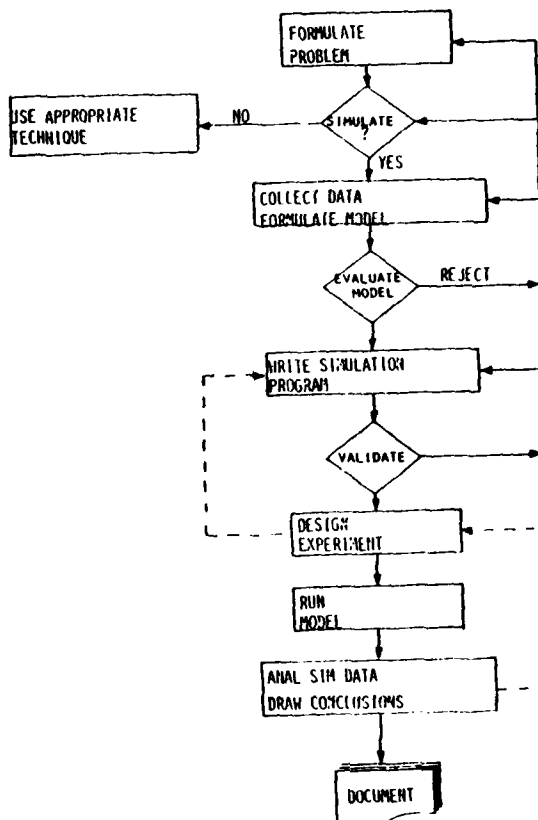 FORMULATE
PROBLEM
USE APPROPRIATE
TECHNIQUE
NO
SIMULATE
?
YES
COLLECT DATA
FORMULATE MODEL
EVALUATE
MODEL
REJECT
WRITE SIMULATION
PROGRAM
VALIDATE
DESIGN
EXPERIMENT
RUN
MODEL
ANAL SIM DATA
DRAW CONCLUSIONS
DOCUMENT